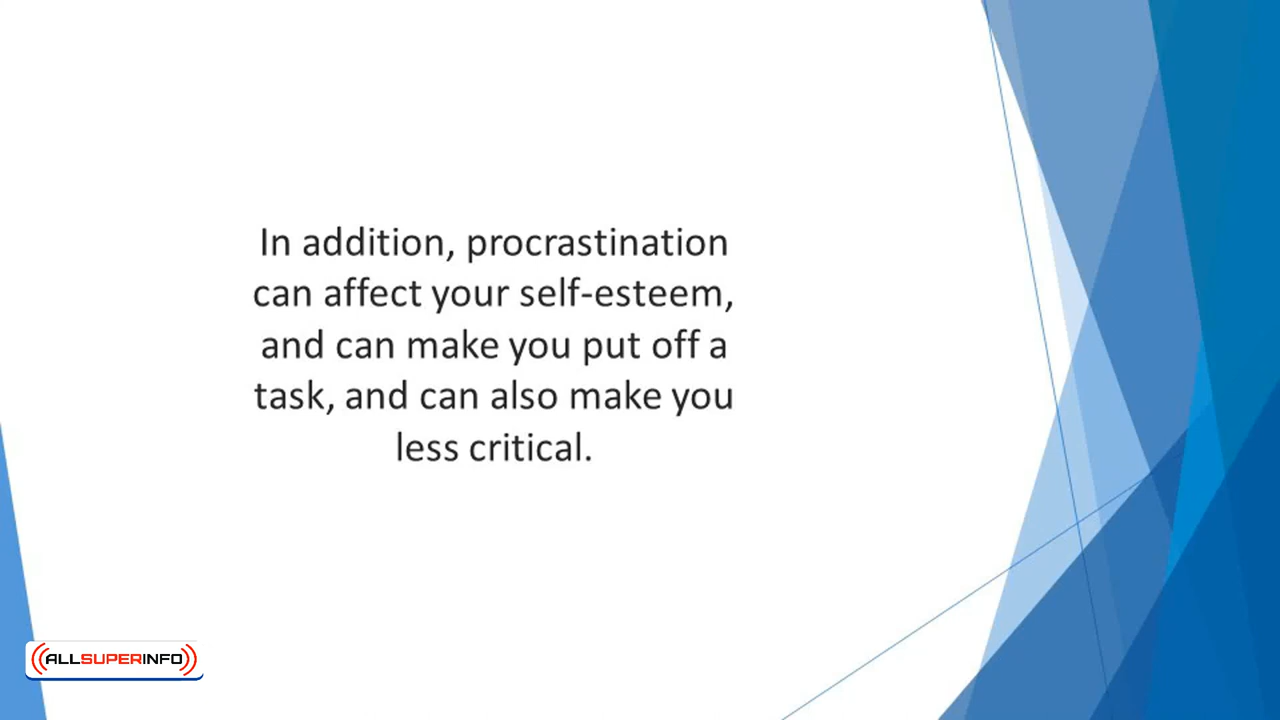 In addition, procrastination
can affect your self-esteem,
and can make you put off a
task, and can also make you
less critical.
ALLSUPERINFO